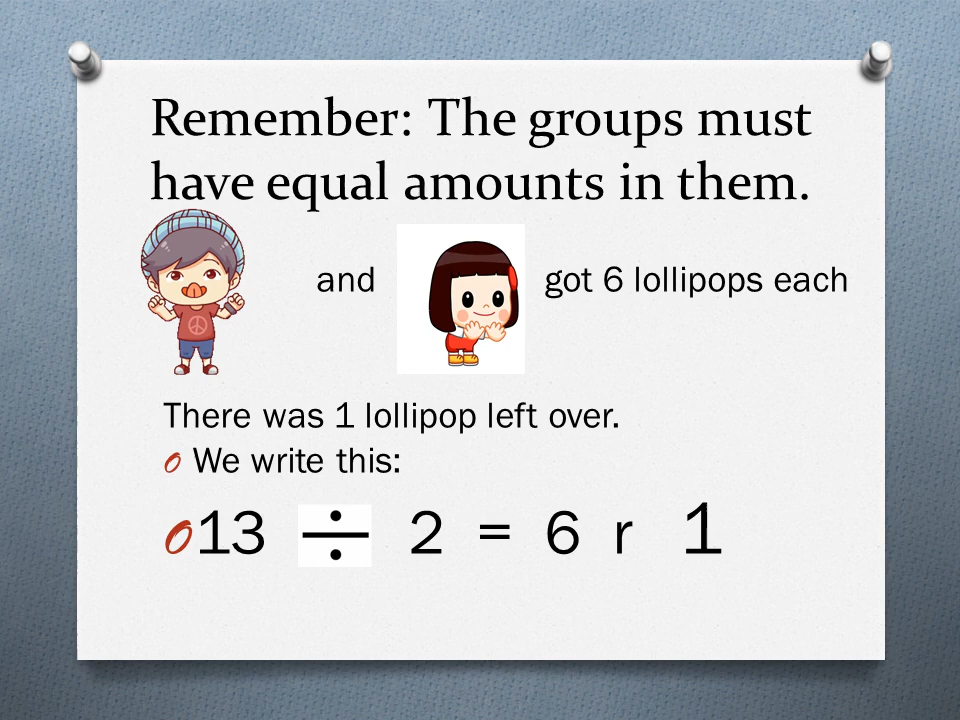 Remember: The groups must
have equal amounts in them.
and got 6 lollipops each
There was 1 lollipop left over.
We write this:
13 ÷ 2 = 6 r 1